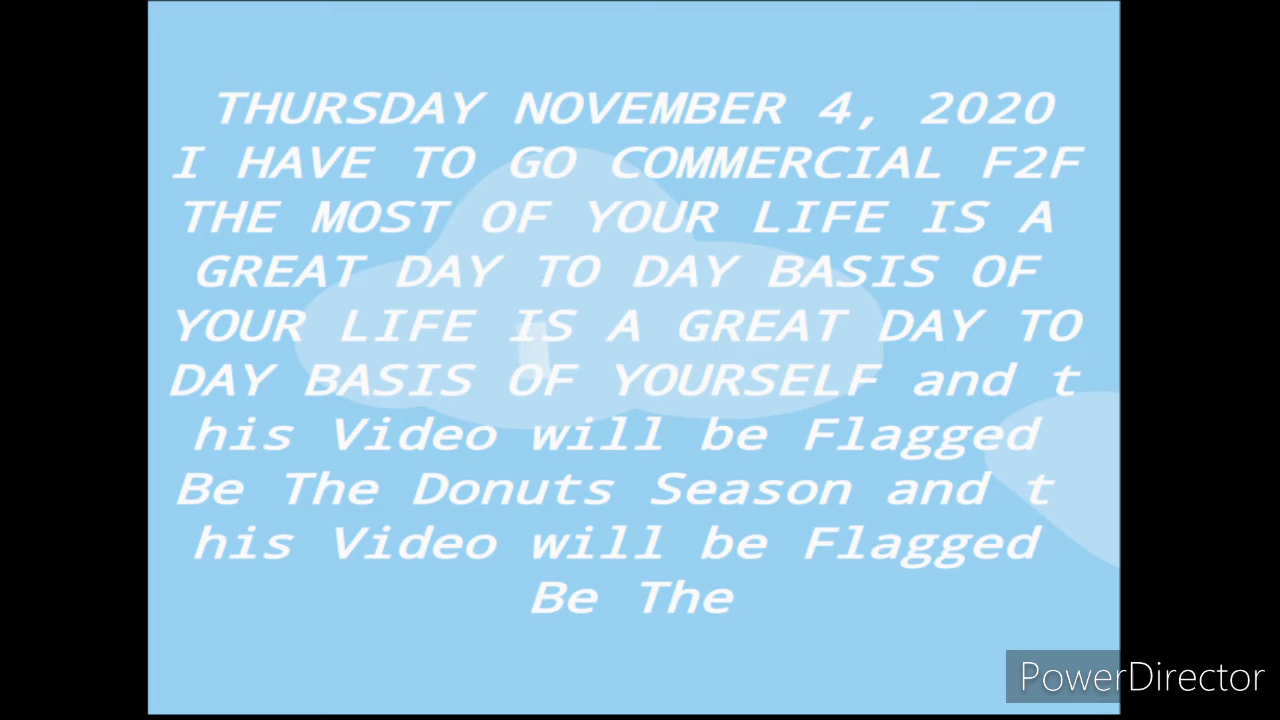 THURSDAY NOVEMBER 4, 2020
I HAVE TO GO COMMERCIAL F2F
THE MOST OF YOUR LIFE IS A
GREAT DAY TO DAY BASIS OF
YOUR LIFE IS A GREAT DAY TO
DAY BASIS OF YOURSELF and t
his Video will be Flagged
Be The Donuts Season and t
his Video will be Flagged
Be The
PowerDirector